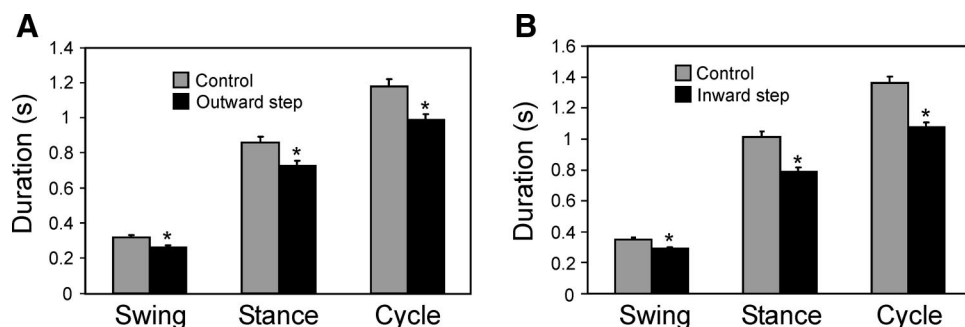 A
Duration (s)
1.4
1.2
1
0.8
0.6
0.4
0.2
0
Control
Outward step
*
*
*
Swing Stance Cycle
B
Duration (s)
1.6
1.4
1.2
1
0.8
0.6
0.4
0.2
0
Control
Inward step
*
*
*
Swing Stance Cycle